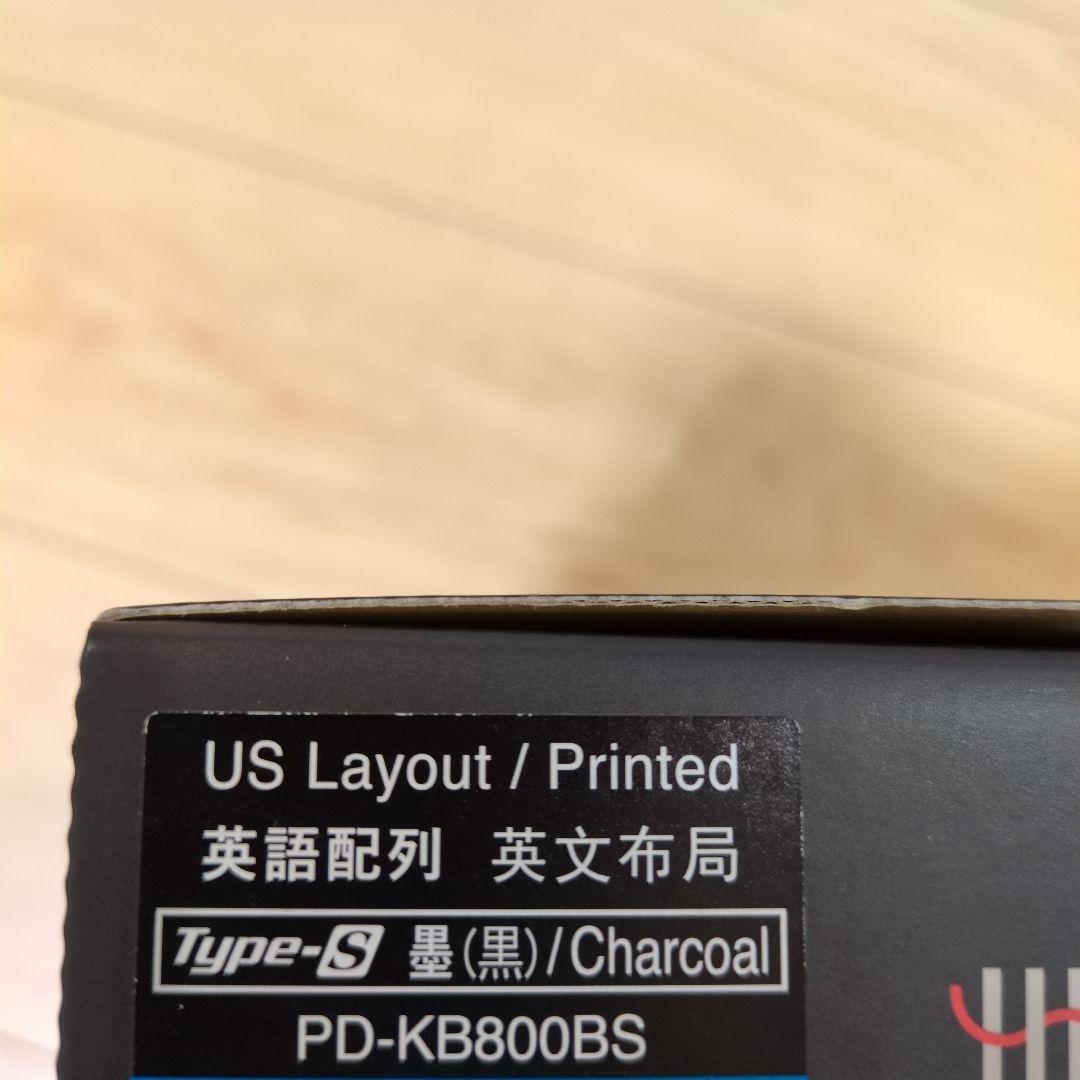 US Layout / Printed
英語配列 英文布局
Type-S 墨(黒)/Charcoal
PD-KB800BS